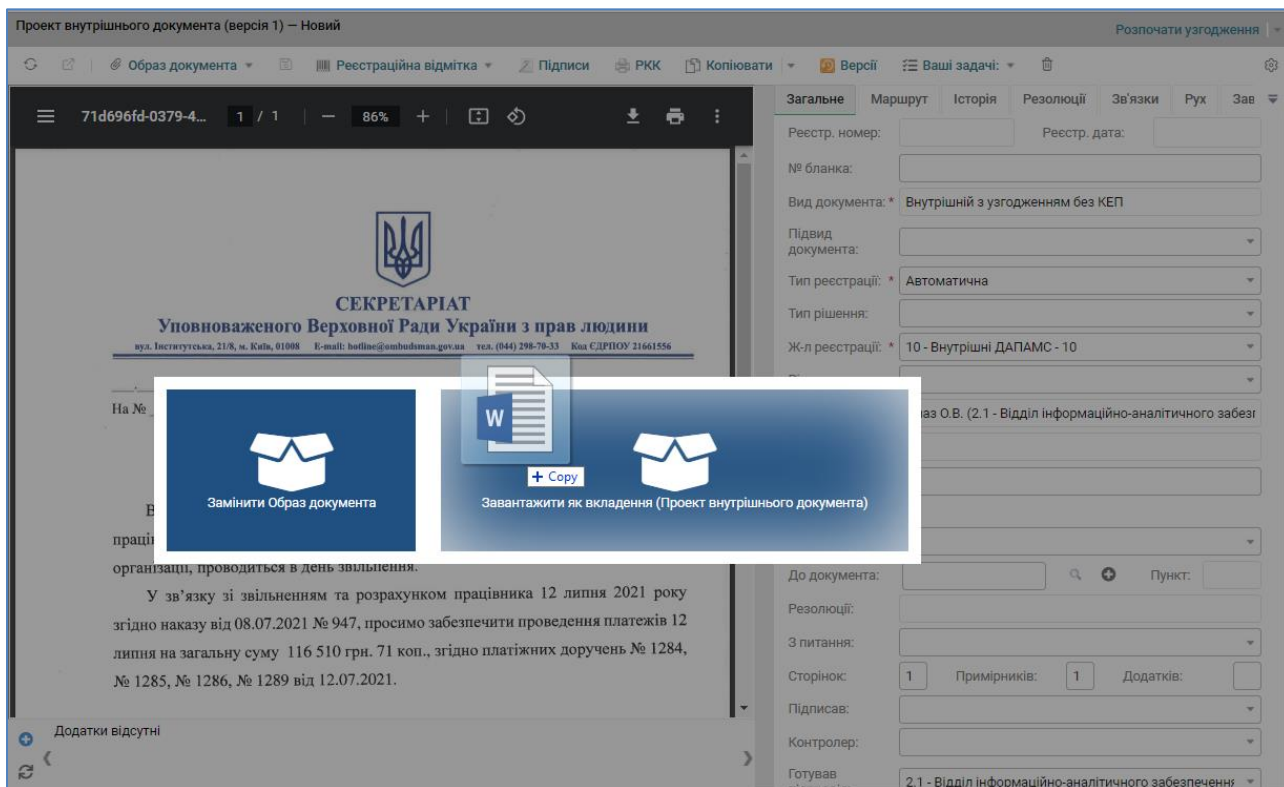 Проект внутрішнього документа (версія 1) — Новий
Розпочати узгодження
Образ документа
Реєстраційна відмітка
Підписи
РКК
Копіювати
Версії
Ваші задачі:
71d696fd-0379-4... 1 / 1 — 86% +
Загальне Маршрут Історія Резолюції Зв'язки Рух Зав
Реєстр. номер: Реєстр. дата:
№ бланка:
Вид документа: * Внутрішній з узгодженням без КЕП
Підвид
документа:
Тип реєстрації: * Автоматична
Тип рішення:
Ж-л реєстрації: * 10 - Внутрішні ДАПАМС - 10
аз О.В. (2.1 - Відділ інформаційно-аналітичного забезп
До документа: Пункт:
Резолюції:
З питання:
Сторінок: 1 Примірників: 1 Додатків:
Підписав:
Контролер:
Готував
2.1 - Відділ інформаційно-аналітичного забезпечення
СЕКРЕТАРІАТ
Уповноваженого Верховної Ради України з прав людини
вул. Інститутська, 21/8, м. Київ, 01008 E-mail: hotline@ombudsman.gov.ua тел. (044) 298-70-33 Код ЄДРПОУ 21661556
На №
W
+ Copy
Замінити Образ документа
Завантажити як вкладення (Проект внутрішнього документа)
В
праці
організації, проводиться в день звільнення.
У зв’язку зі звільненням та розрахунком працівника 12 липня 2021 року
згідно наказу від 08.07.2021 № 947, просимо забезпечити проведення платежів 12
липня на загальну суму 116 510 грн. 71 коп., згідно платіжних доручень № 1284,
№ 1285, № 1286, № 1289 від 12.07.2021.
Додатки відсутні